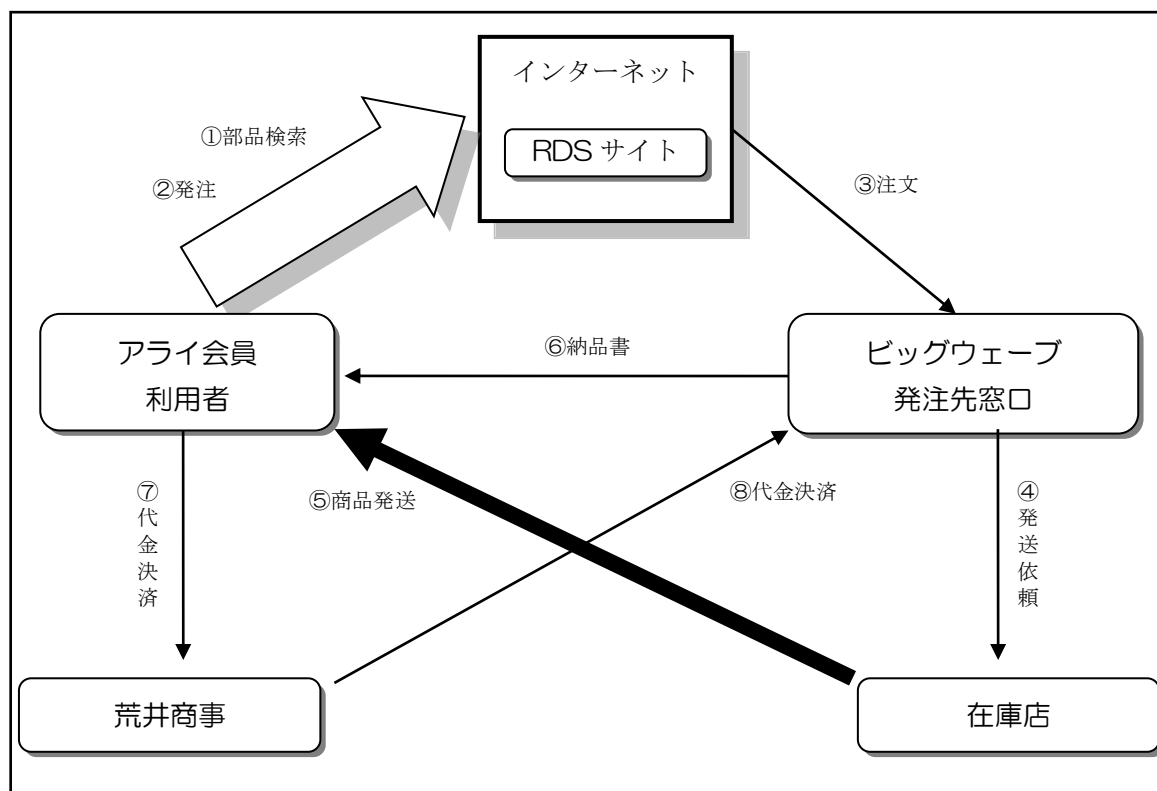 インターネット
RDS サイト
①部品検索
②発注
③注文
アライ会員
利用者
⑥納品書
ビッグウェーブ
発注先窓口
⑦代金決済
⑤商品発送
⑧代金決済
④発送依頼
荒井商事
在庫店